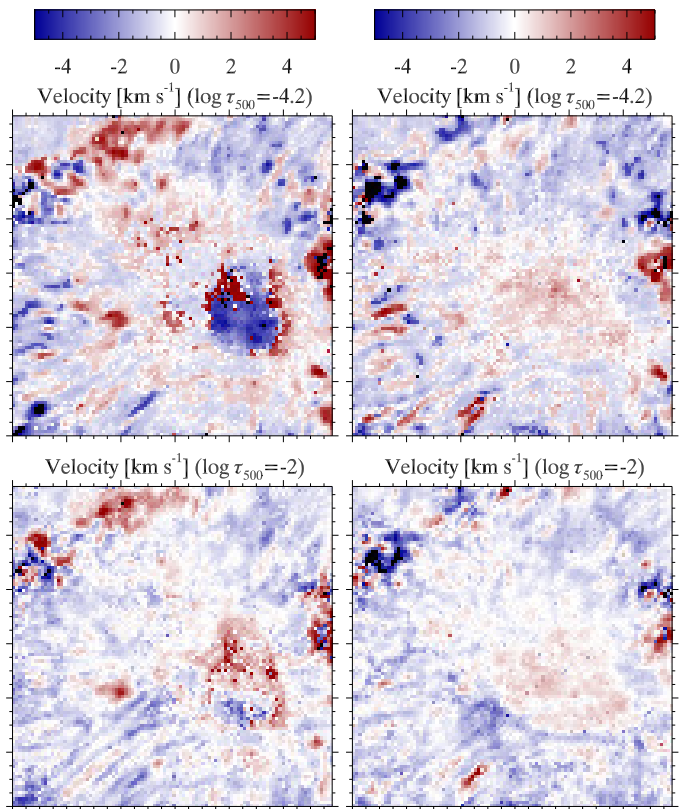 -4 -2 0 2 4 -4 -2 0 2 4
Velocity [km s⁻¹] (log τ₅₀₀=-4.2) Velocity [km s⁻¹] (log τ₅₀₀=-4.2)
Velocity [km s⁻¹] (log τ₅₀₀=-2) Velocity [km s⁻¹] (log τ₅₀₀=-2)